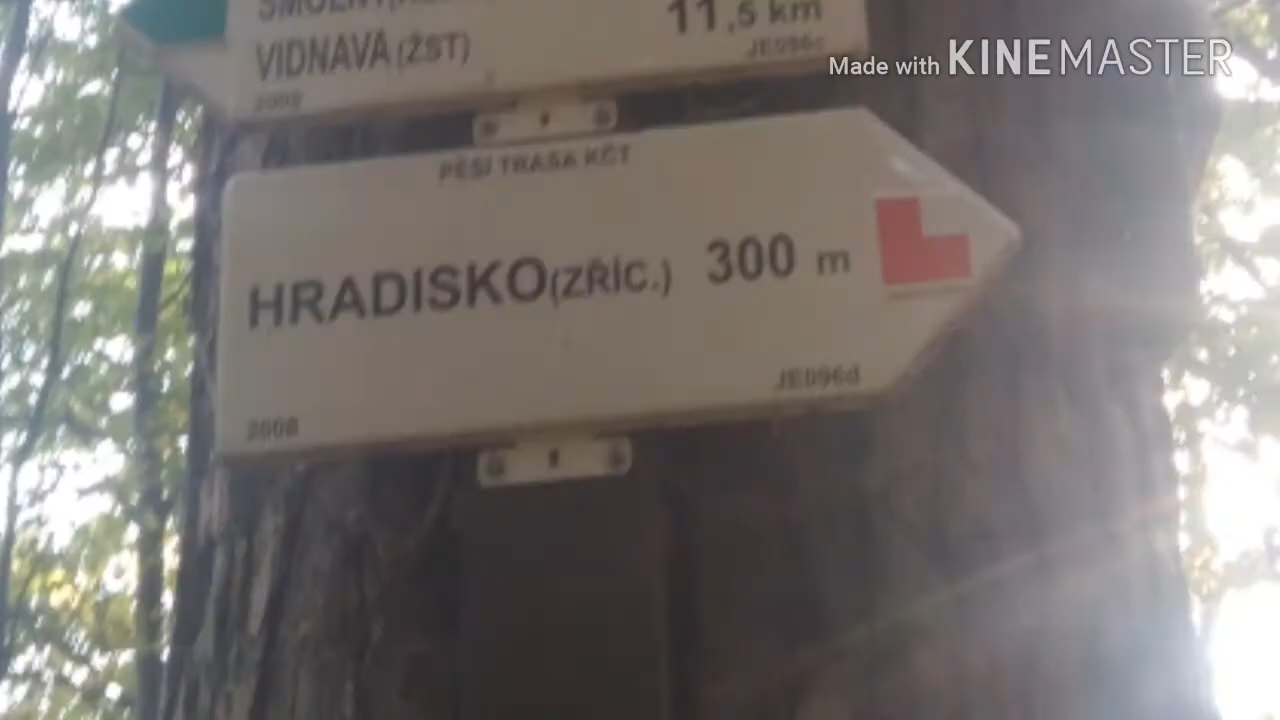 11,5 km
VIDNAVA (ŽST)
JE096c
2008
Made with KINEMASTER
PĚŠÍ TRASA KČT
HRADISKO(ZŘÍC.) 300 m
JE096d
2008